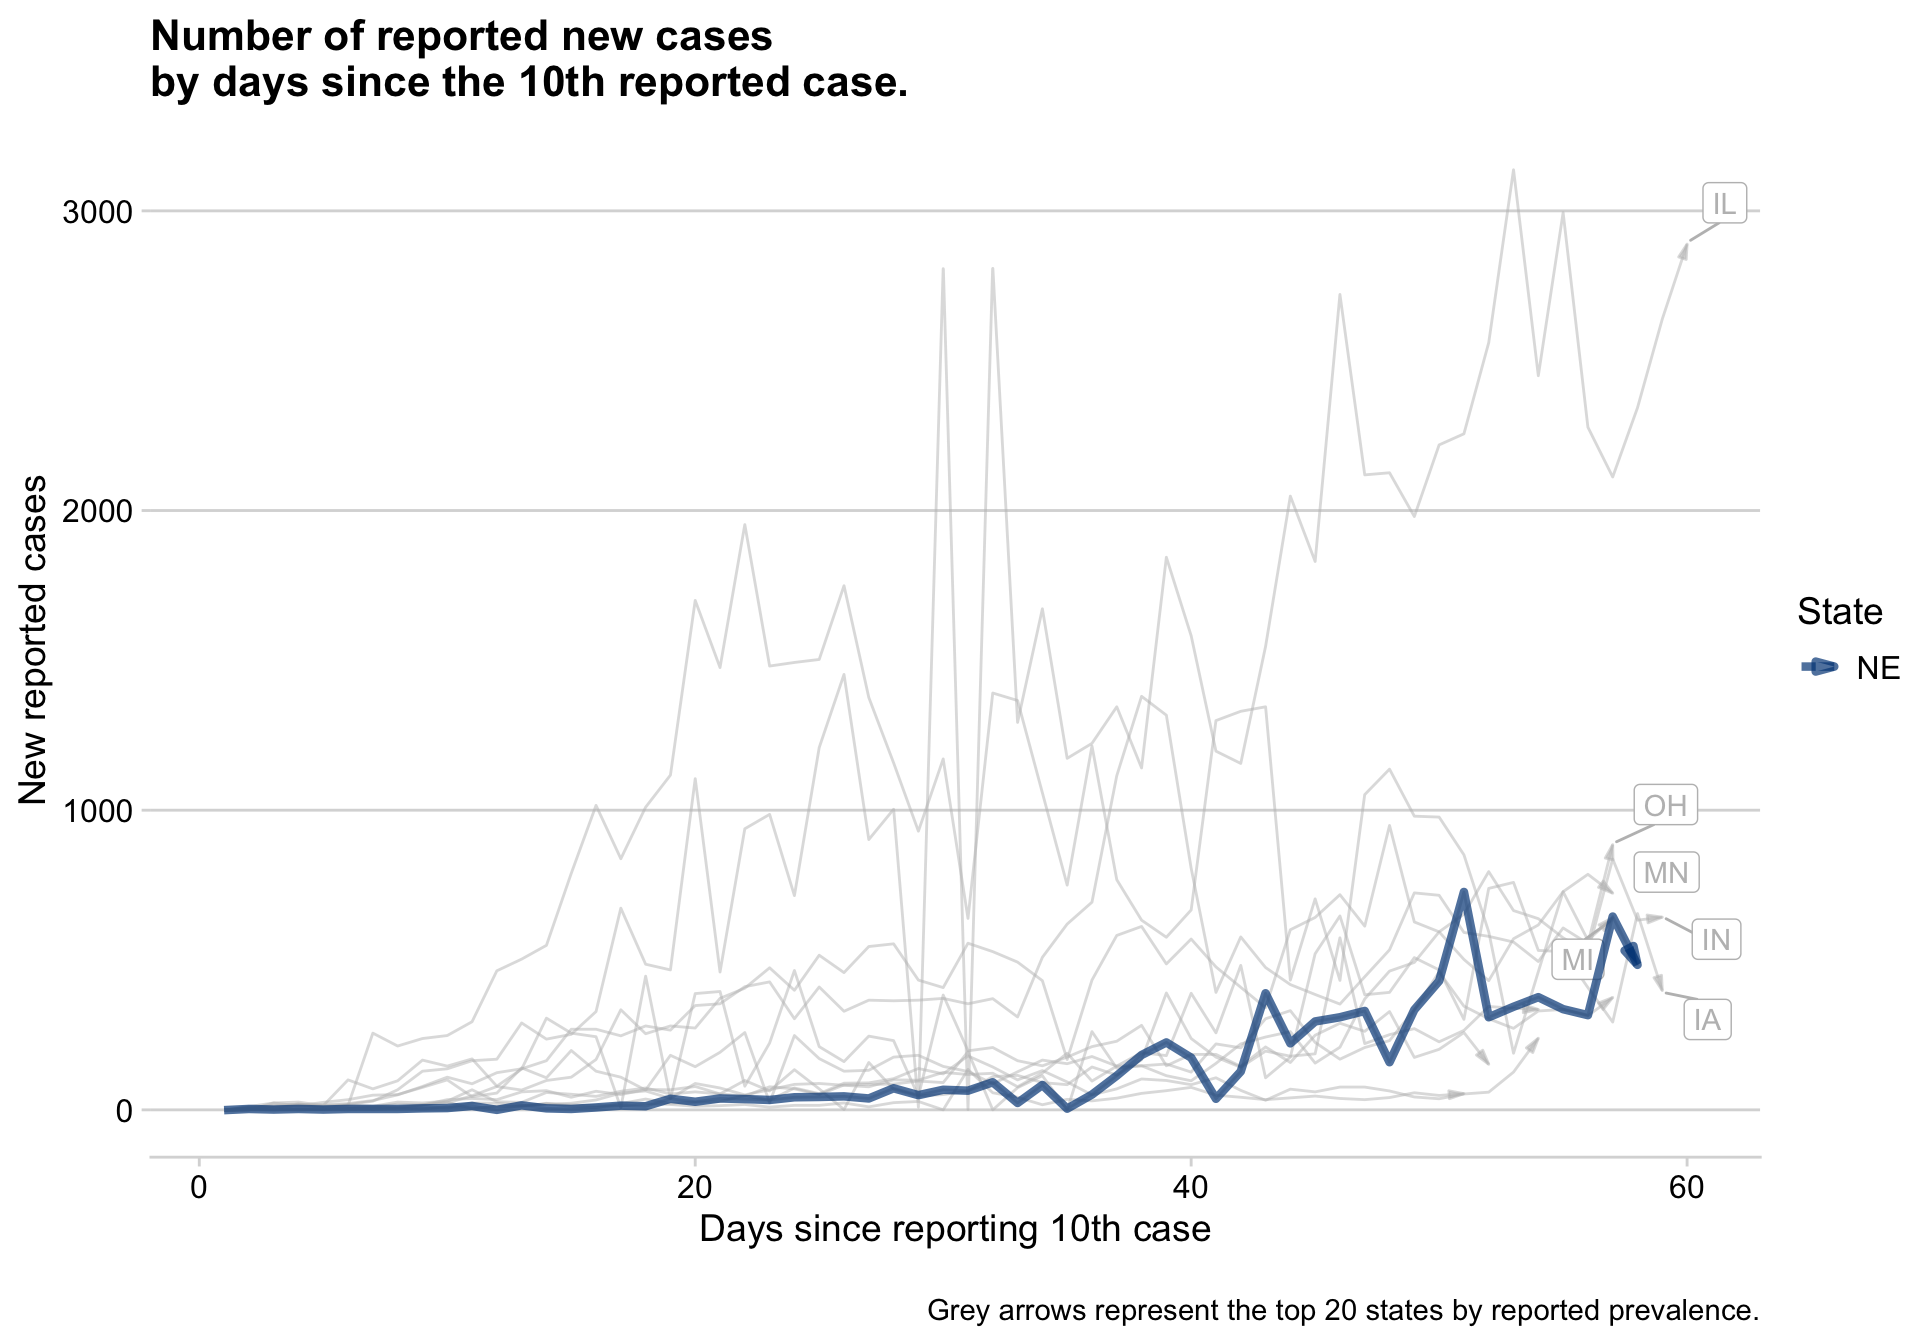 Number of reported new cases
by days since the 10th reported case.
New reported cases
3000
2000
1000
0
IL
OH
MN
IN
MI
IA
State
NE
0
20
40
60
Days since reporting 10th case
Grey arrows represent the top 20 states by reported prevalence.